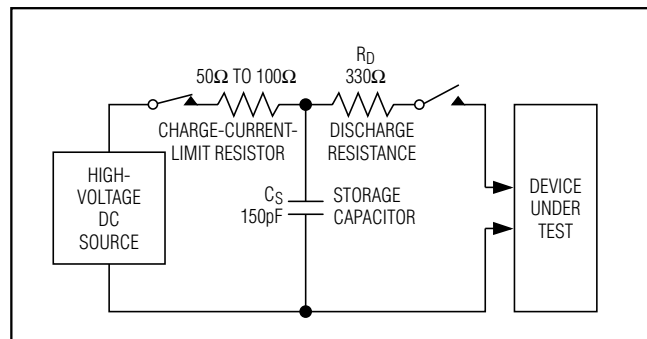 50Ω TO 100Ω
CHARGE-CURRENT-
LIMIT RESISTOR
R_D
330Ω
DISCHARGE
RESISTANCE
HIGH-
VOLTAGE
DC
SOURCE
C_S
150pF
STORAGE
CAPACITOR
DEVICE
UNDER
TEST